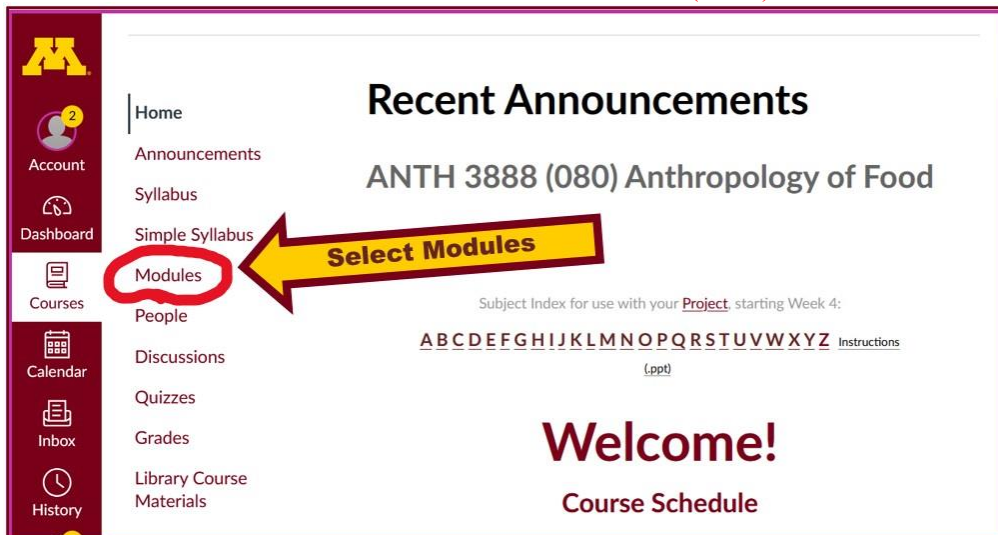 M
2
Account
Dashboard
Courses
Calendar
Inbox
History
Home
Announcements
Syllabus
Simple Syllabus
Modules
People
Discussions
Quizzes
Grades
Library Course
Materials
Select Modules
Recent Announcements
ANTH 3888 (080) Anthropology of Food
Subject Index for use with your Project, starting Week 4:
A B C D E F G H I J K L M N O P Q R S T U V W X Y Z Instructions
(.ppt)
Welcome!
Course Schedule